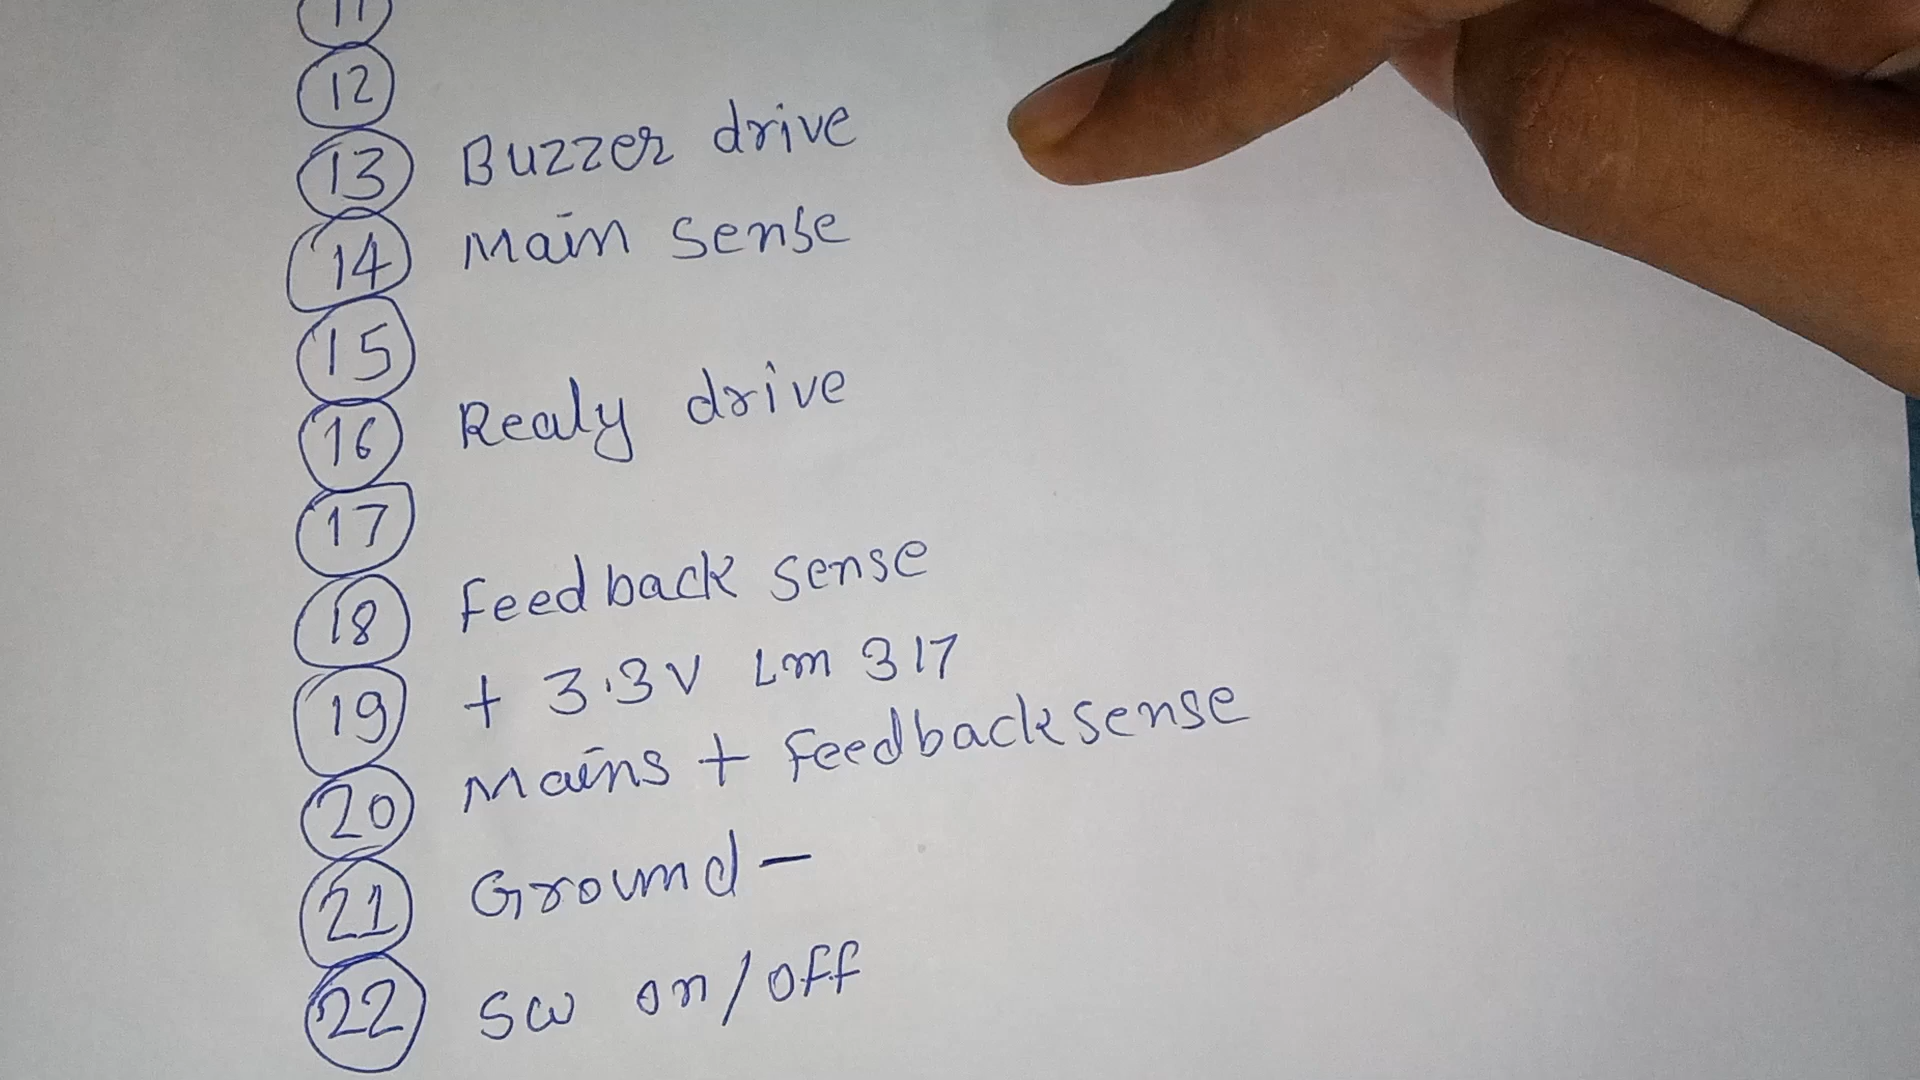 11
12
13 Buzzer drive
14 Main sense
15
16 Realy drive
17
18 Feedback sense
19 + 3.3V Lm 317
20 Mains + Feedback sense
21 Ground -
22 SW on/off